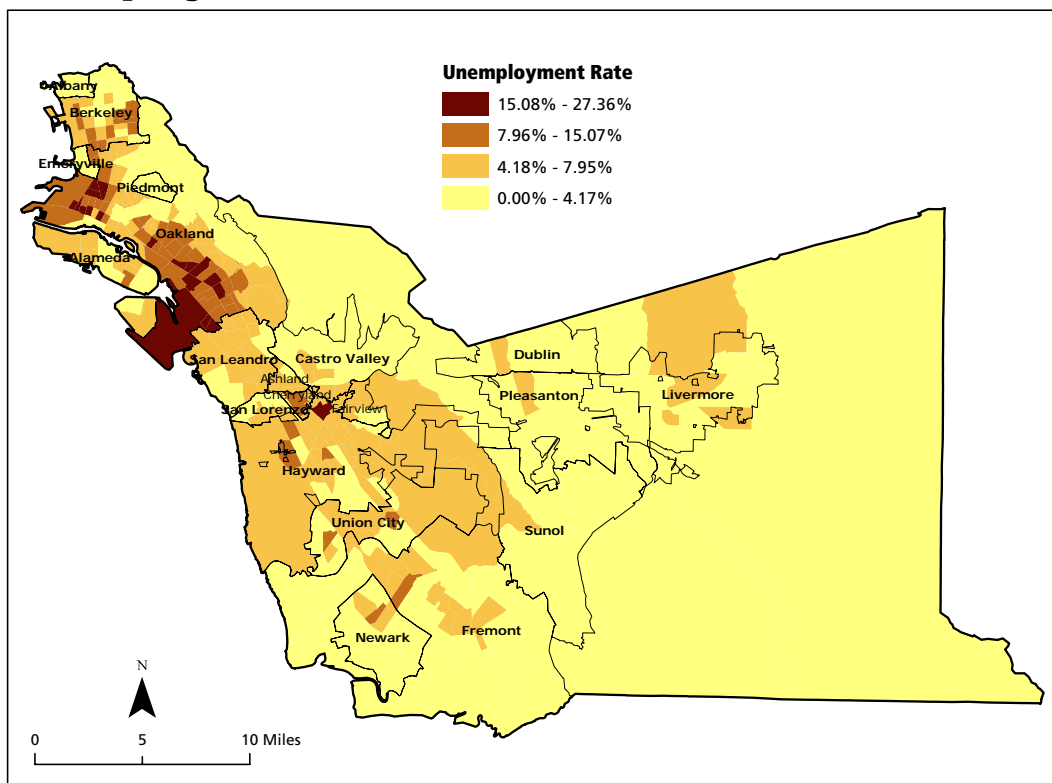 Unemployment Rate
15.08% - 27.36%
7.96% - 15.07%
4.18% - 7.95%
0.00% - 4.17%
Albany
Berkeley
Emeryville
Piedmont
Oakland
Alameda
San Leandro
Castro Valley
Dublin
Ashland
Cherryland
Pleasanton
Livermore
San Lorenzo
Fairview
Hayward
Union City
Sunol
Fremont
Newark
N
0 5 10 Miles